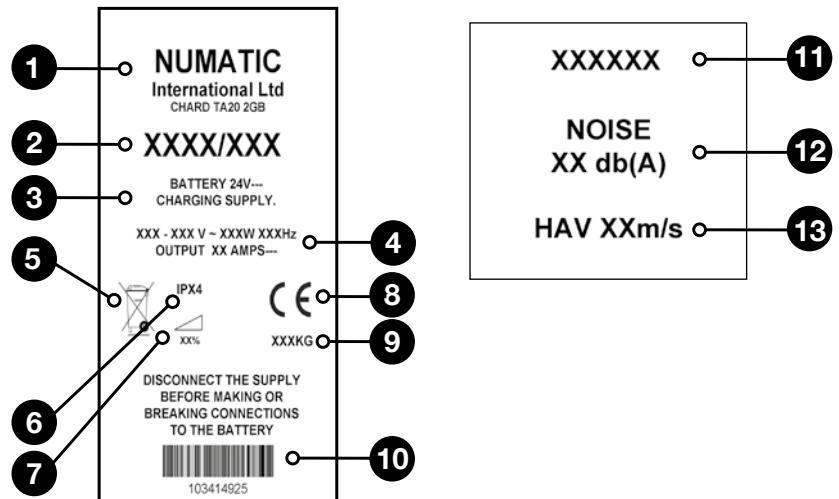 1
NUMATIC
International Ltd
CHARD TA20 2GB
2
XXXX/XXX
3
BATTERY 24V---
CHARGING SUPPLY.
XXX - XXX V ~ XXXW XXXHz
OUTPUT XX AMPS---
4
5
IPX4
8
XX%
XXXKG
9
6
7
DISCONNECT THE SUPPLY
BEFORE MAKING OR
BREAKING CONNECTIONS
TO THE BATTERY
10
103414925
XXXXXX
11
NOISE
XX db(A)
12
HAV XXm/s
13